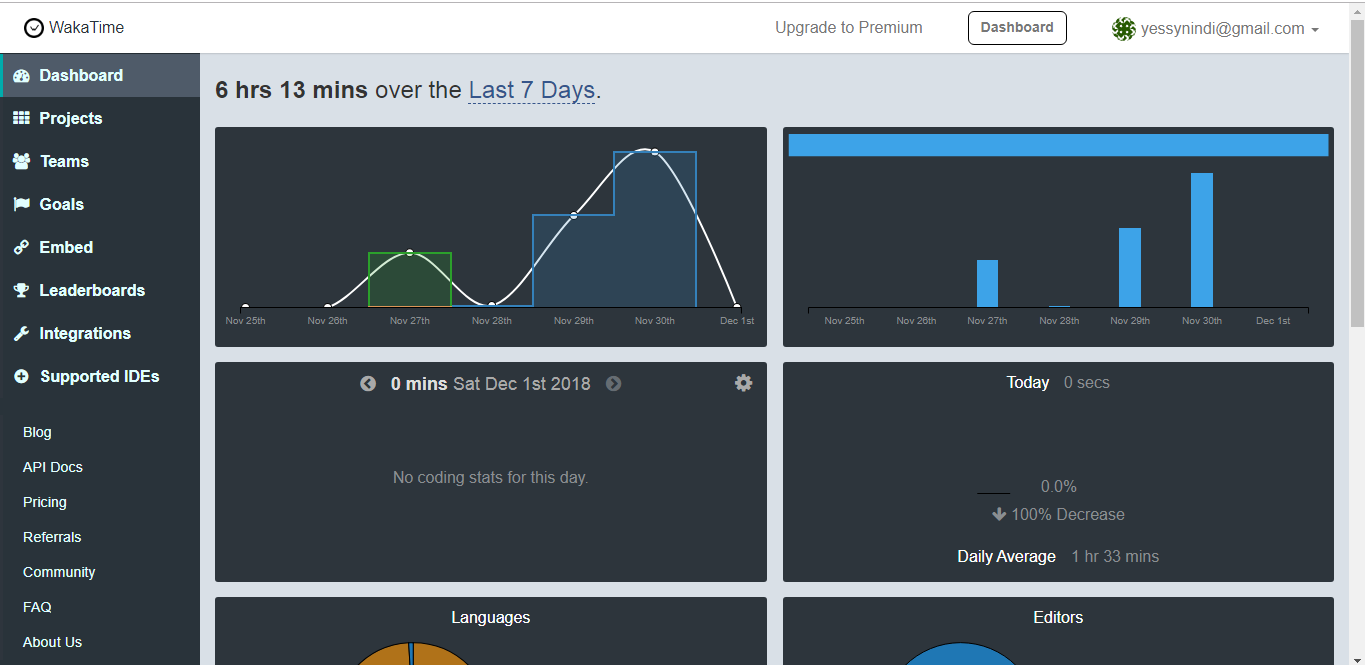 WakaTime
Upgrade to Premium
Dashboard
yessynindi@gmail.com
Dashboard
Projects
Teams
Goals
Embed
Leaderboards
Integrations
Supported IDEs
Blog
API Docs
Pricing
Referrals
Community
FAQ
About Us
6 hrs 13 mins over the Last 7 Days.
Nov 25th Nov 26th Nov 27th Nov 28th Nov 29th Nov 30th Dec 1st
Nov 25th Nov 26th Nov 27th Nov 28th Nov 29th Nov 30th Dec 1st
0 mins Sat Dec 1st 2018
No coding stats for this day.
Today 0 secs
0.0%
100% Decrease
Daily Average 1 hr 33 mins
Languages
Editors